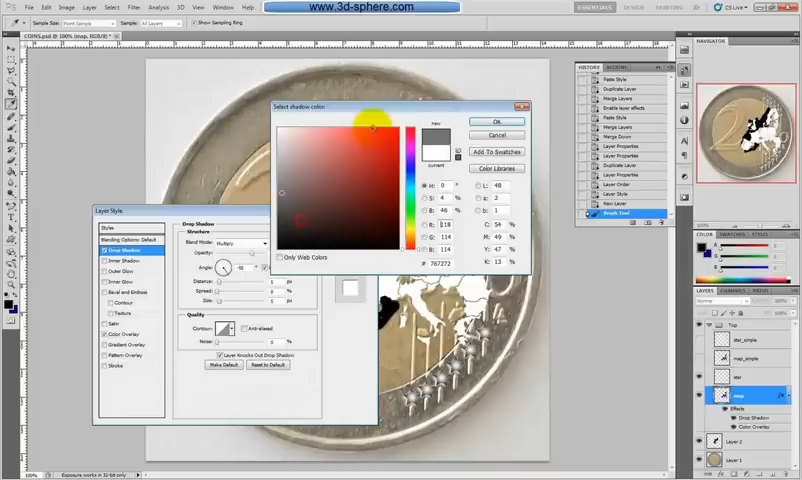 www.3d-sphere.com
File Edit Image Layer Select Filter Analysis 3D View Window Help
ESSENTIALS DESIGN PAINTING CS Live
Sample Size: Point Sample Sample: All Layers Show Sampling Ring
COINS.psd @ 100% (map, RGB/8) *
NAVIGATOR
HISTORY ACTIONS
Paste Style
Duplicate Layer
Merge Layers
Enable layer effects
Paste Style
Duplicate Layer
Merge Layers
Layer Properties
Layer Properties
Layer Order
Layer Style
New Layer
Brush Tool
Select shadow color:
new
current
OK
Cancel
Add To Swatches
Color Libraries
H: 0 °
S: 4 %
B: 46 %
R: 118
G: 114
B: 114
# 767272
L: 48
a: 2
b: 1
C: 54 %
M: 49 %
Y: 47 %
K: 13 %
Only Web Colors
Layer Style
Styles
Blending Options: Default
Drop Shadow
Inner Shadow
Outer Glow
Inner Glow
Bevel and Emboss
Contour
Texture
Satin
Color Overlay
Gradient Overlay
Pattern Overlay
Stroke
Drop Shadow
Structure
Blend Mode: Multiply
Opacity:
Angle: -55 °
Distance: 5 px
Spread: 0 %
Size: 5 px
Quality
Contour: Anti-aliased
Noise: 0 %
Layer Knocks Out Drop Shadow
Make Default Reset to Default
COLOR SWATCHES STYLES
R
G
B
LAYERS CHANNELS PATHS
Normal
Top
star_simple
map_simple
star
map
Effects
Drop Shadow
Color Overlay
Layer 2
Layer 1
100% Exposure works in 32-bit only